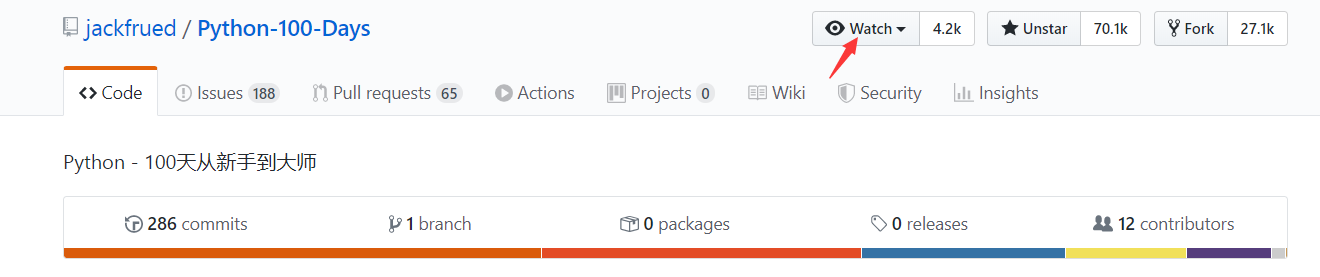 jackfrued / Python-100-Days Watch 4.2k Unstar 70.1k Fork 27.1k
Code Issues 188 Pull requests 65 Actions Projects 0 Wiki Security Insights
Python - 100天从新手到大师
286 commits 1 branch 0 packages 0 releases 12 contributors